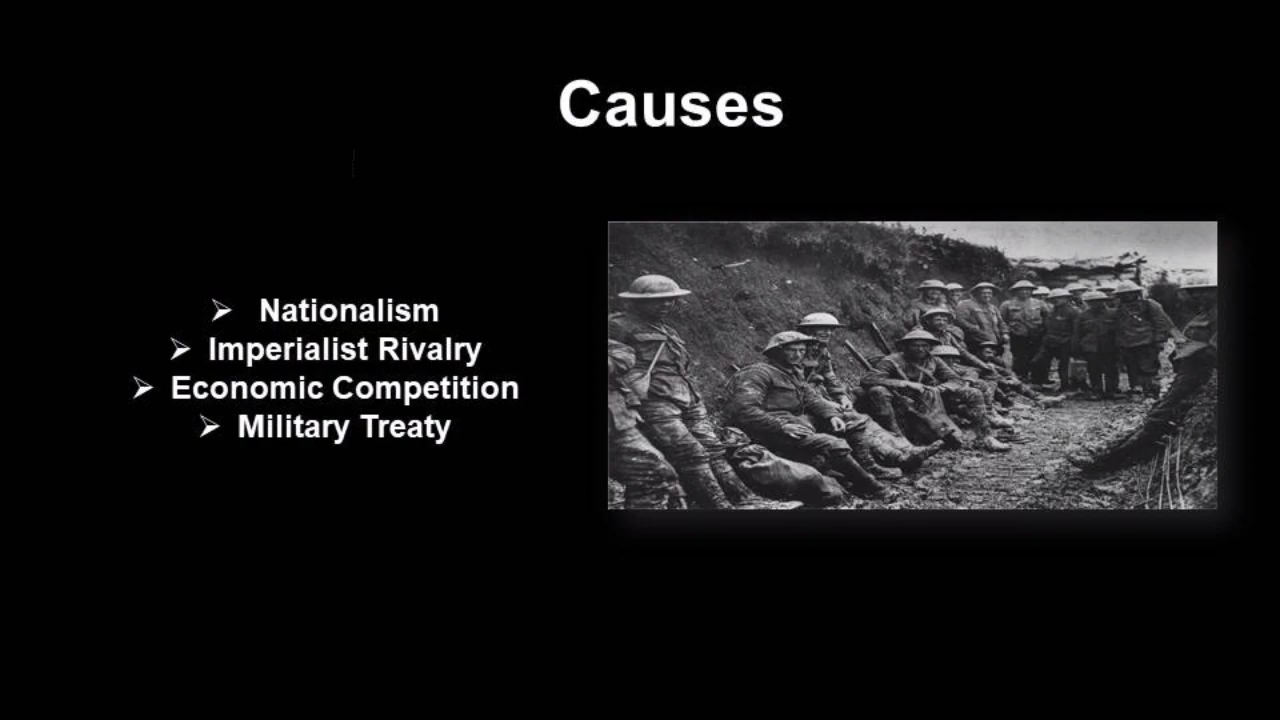 Causes
➢ Nationalism
➢ Imperialist Rivalry
➢ Economic Competition
➢ Military Treaty